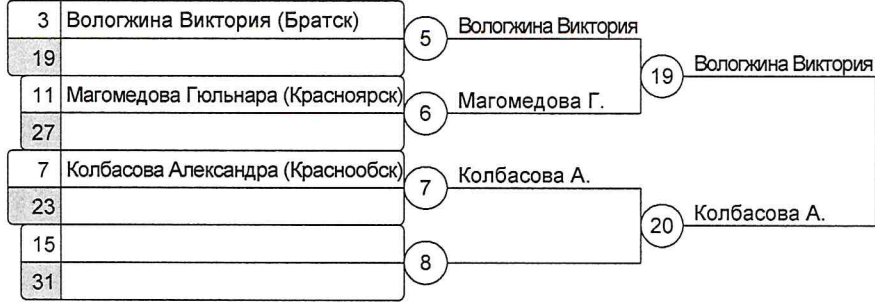 3 Вологжина Виктория (Братск)
5 Вологжина Виктория
19
19 Вологжина Виктория
11 Магомедова Гюльнара (Красноярск)
6 Магомедова Г.
27
7 Колбасова Александра (Краснообск)
7 Колбасова А.
23
20 Колбасова А.
15
8
31